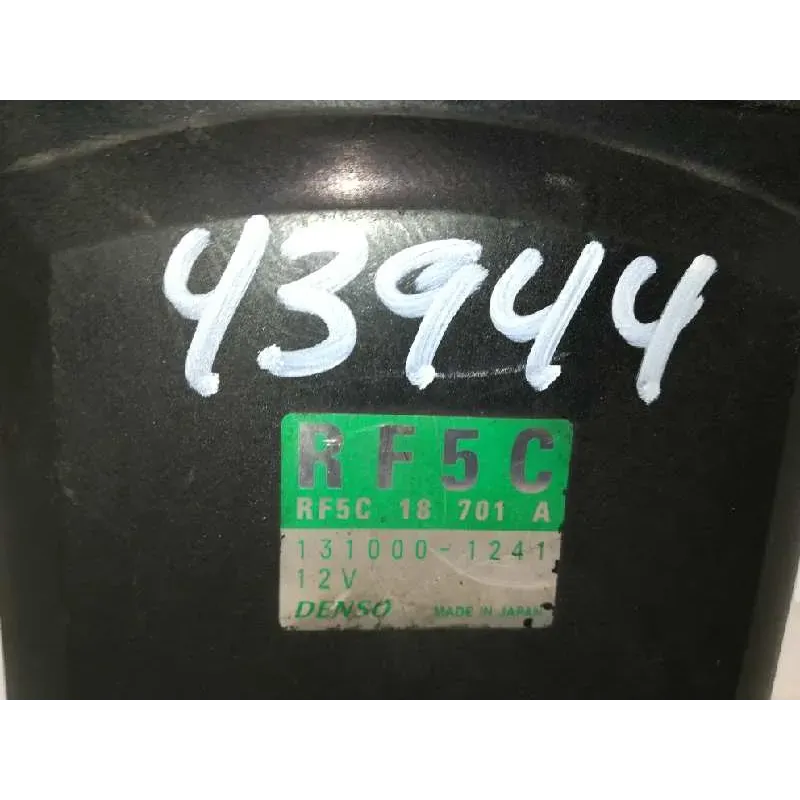 43944
RF5C
RF5C 18 701 A
131000-1241
12V
DENSO MADE IN JAPAN